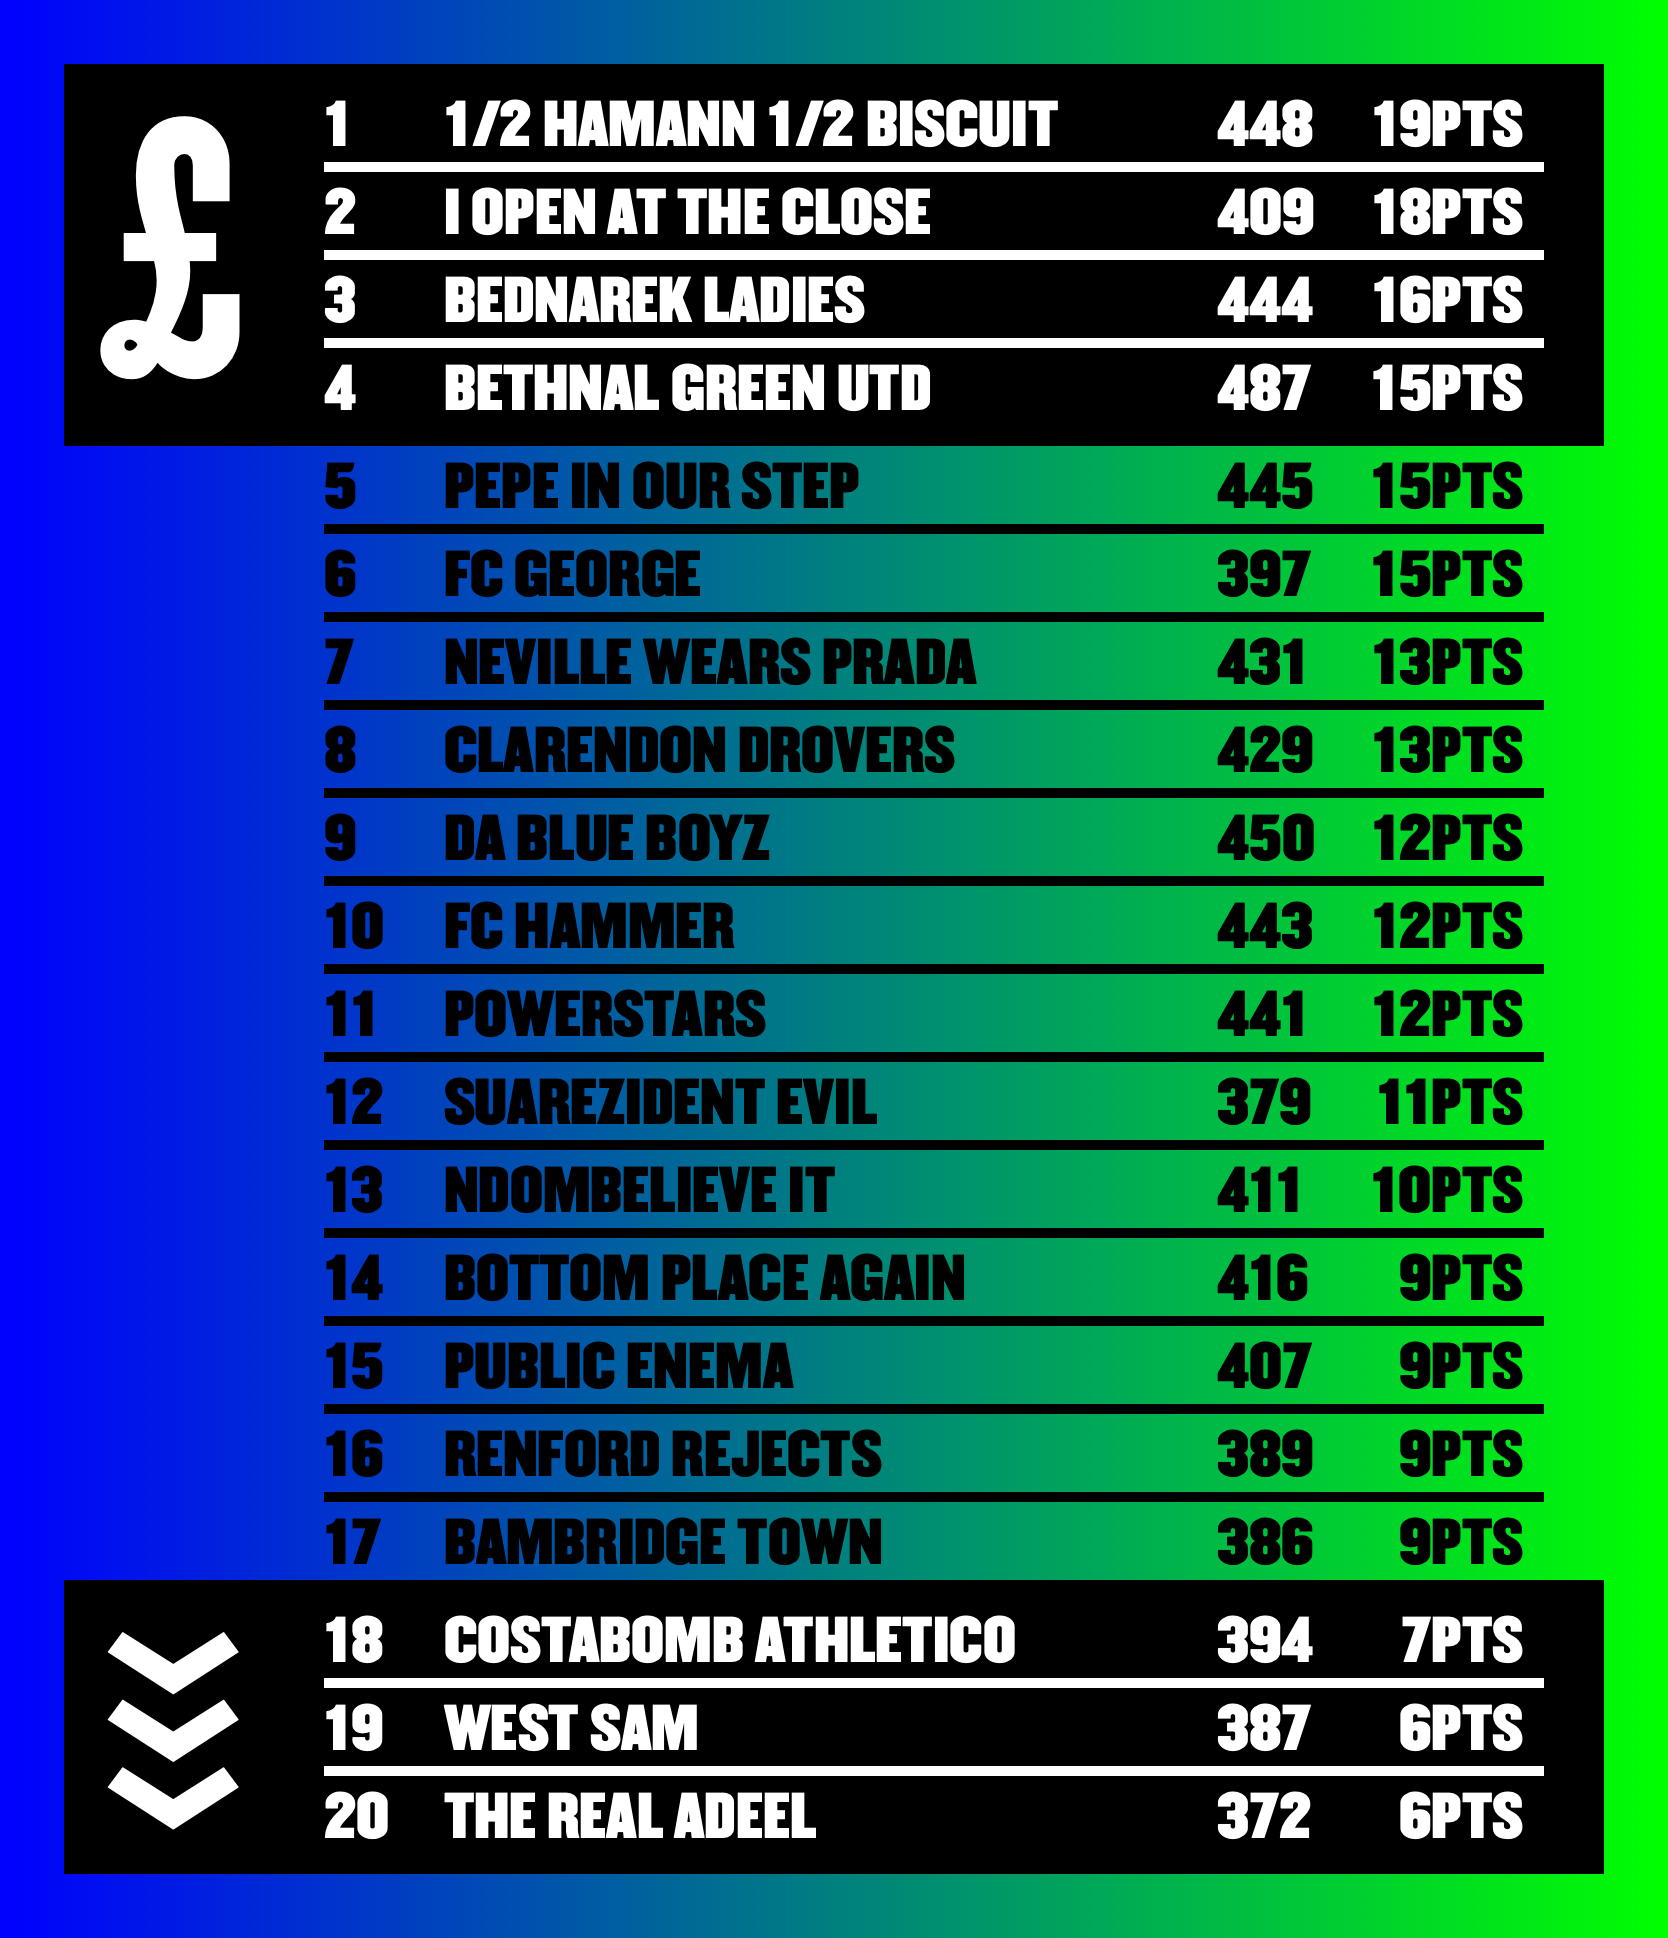 £
1 1/2 HAMANN 1/2 BISCUIT 448 19PTS
2 I OPEN AT THE CLOSE 409 18PTS
3 BEDNAREK LADIES 444 16PTS
4 BETHNAL GREEN UTD 487 15PTS
5 PEPE IN OUR STEP 445 15PTS
6 FC GEORGE 397 15PTS
7 NEVILLE WEARS PRADA 431 13PTS
8 CLARENDON DROVERS 429 13PTS
9 DA BLUE BOYZ 450 12PTS
10 FC HAMMER 443 12PTS
11 POWERSTARS 441 12PTS
12 SUAREZIDENT EVIL 379 11PTS
13 NDOMBELIEVE IT 411 10PTS
14 BOTTOM PLACE AGAIN 416 9PTS
15 PUBLIC ENEMA 407 9PTS
16 RENFORD REJECTS 389 9PTS
17 BAMBRIDGE TOWN 386 9PTS
18 COSTABOMB ATHLETICO 394 7PTS
19 WEST SAM 387 6PTS
20 THE REAL ADEEL 372 6PTS